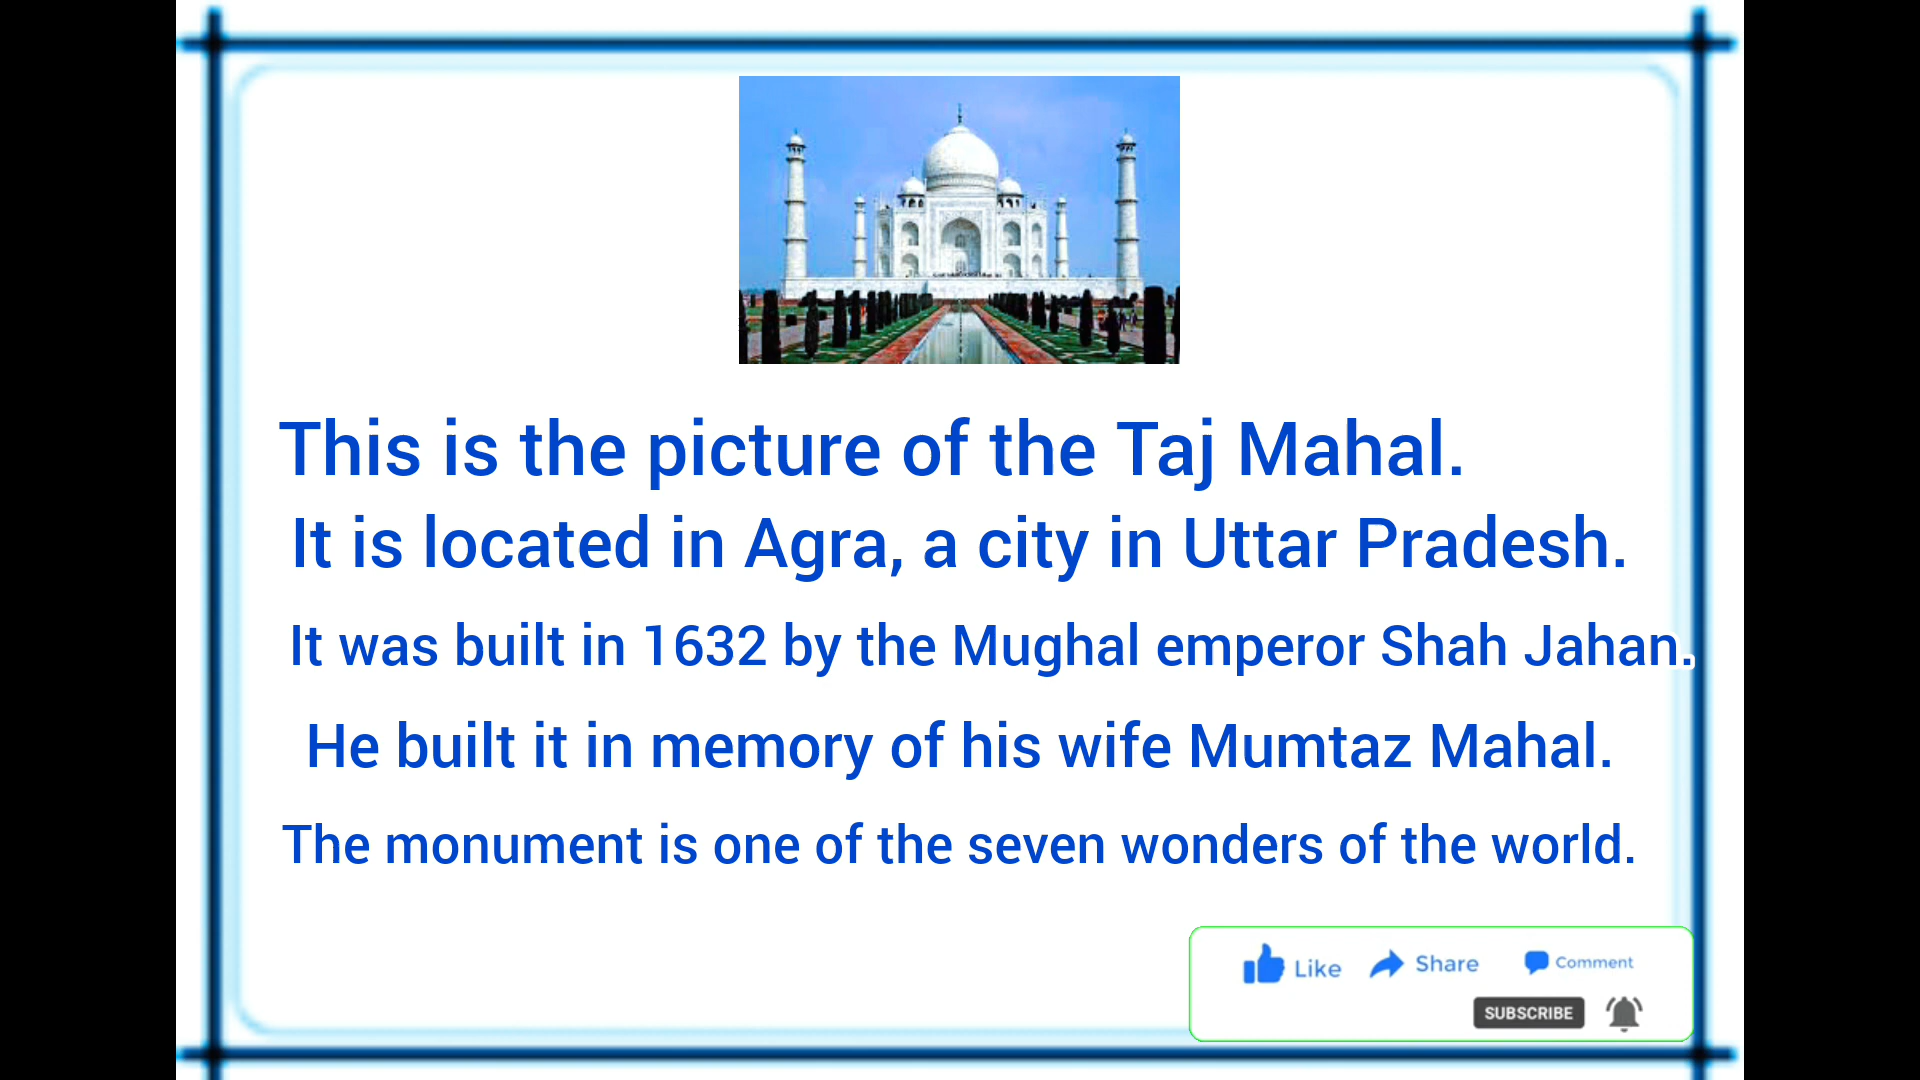 This is the picture of the Taj Mahal.
It is located in Agra, a city in Uttar Pradesh.
It was built in 1632 by the Mughal emperor Shah Jahan.
He built it in memory of his wife Mumtaz Mahal.
The monument is one of the seven wonders of the world.
Like Share Comment
SUBSCRIBE